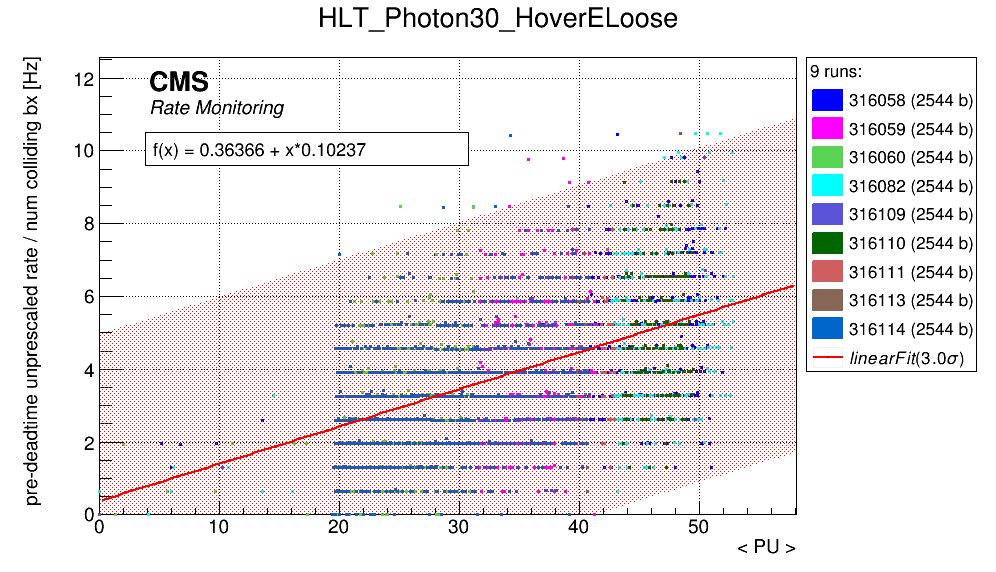 HLT_Photon30_HoverELoose
pre-deadtime unprescaled rate / num colliding bx [Hz]
CMS
Rate Monitoring
f(x) = 0.36366 + x*0.10237
12
10
8
6
4
2
0
0 10 20 30 40 50
< PU >
9 runs:
316058 (2544 b)
316059 (2544 b)
316060 (2544 b)
316082 (2544 b)
316109 (2544 b)
316110 (2544 b)
316111 (2544 b)
316113 (2544 b)
316114 (2544 b)
linearFit(3.0σ)